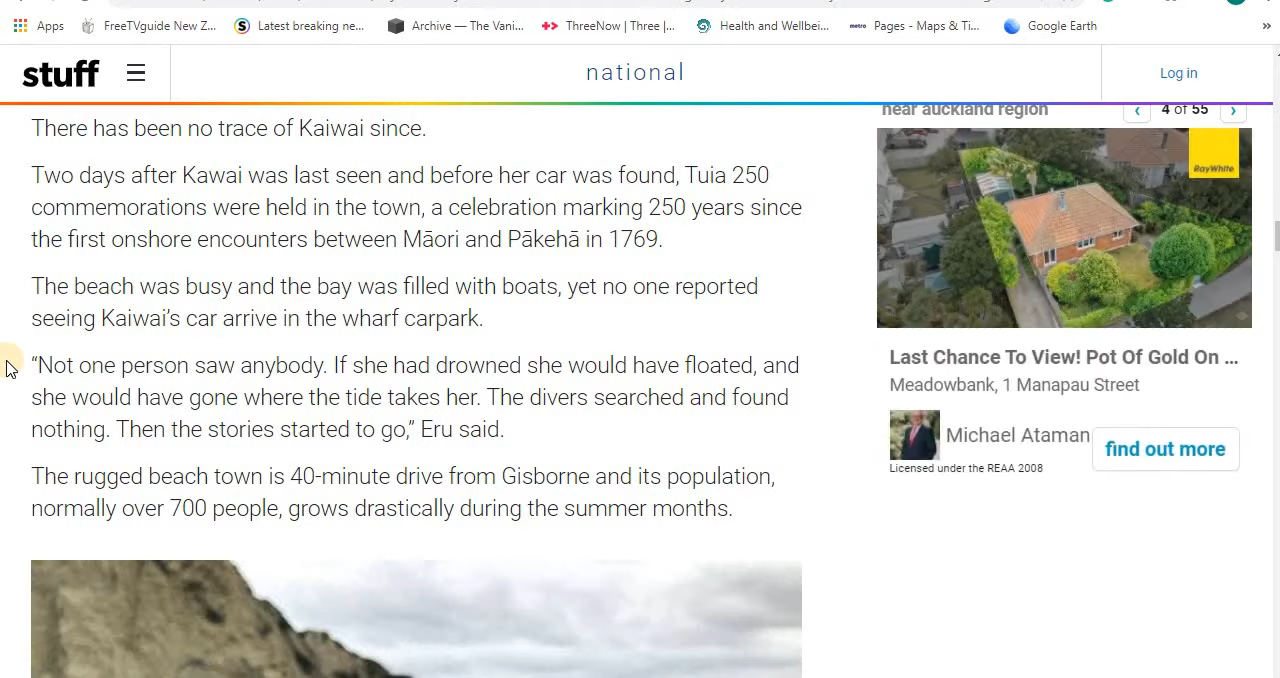 Apps
FreeTVguide New Z...
Latest breaking ne...
Archive — The Vani...
ThreeNow | Three |...
Health and Wellbei...
metro Pages - Maps & Ti...
Google Earth
»
stuff
national
Log in
near auckland region
4 of 55
There has been no trace of Kaiwai since.
Two days after Kawai was last seen and before her car was found, Tuia 250
commemorations were held in the town, a celebration marking 250 years since
the first onshore encounters between Māori and Pākehā in 1769.
The beach was busy and the bay was filled with boats, yet no one reported
seeing Kaiwai’s car arrive in the wharf carpark.
“Not one person saw anybody. If she had drowned she would have floated, and
she would have gone where the tide takes her. The divers searched and found
nothing. Then the stories started to go,” Eru said.
The rugged beach town is 40-minute drive from Gisborne and its population,
normally over 700 people, grows drastically during the summer months.
RayWhite
Last Chance To View! Pot Of Gold On ...
Meadowbank, 1 Manapau Street
Michael Ataman
find out more
Licensed under the REAA 2008